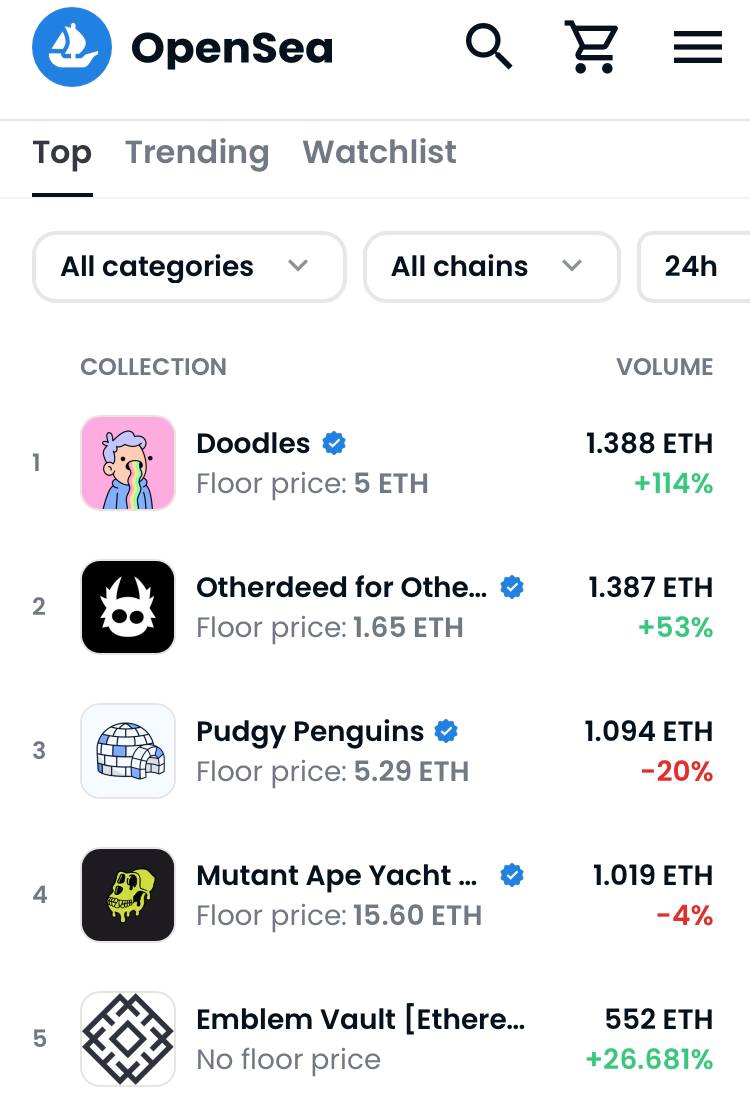 OpenSea
Top Trending Watchlist
All categories All chains 24h
COLLECTION VOLUME
1 Doodles 1.388 ETH
Floor price: 5 ETH +114%
2 Otherdeed for Othe... 1.387 ETH
Floor price: 1.65 ETH +53%
3 Pudgy Penguins 1.094 ETH
Floor price: 5.29 ETH -20%
4 Mutant Ape Yacht ... 1.019 ETH
Floor price: 15.60 ETH -4%
5 Emblem Vault [Ethere... 552 ETH
No floor price +26.681%